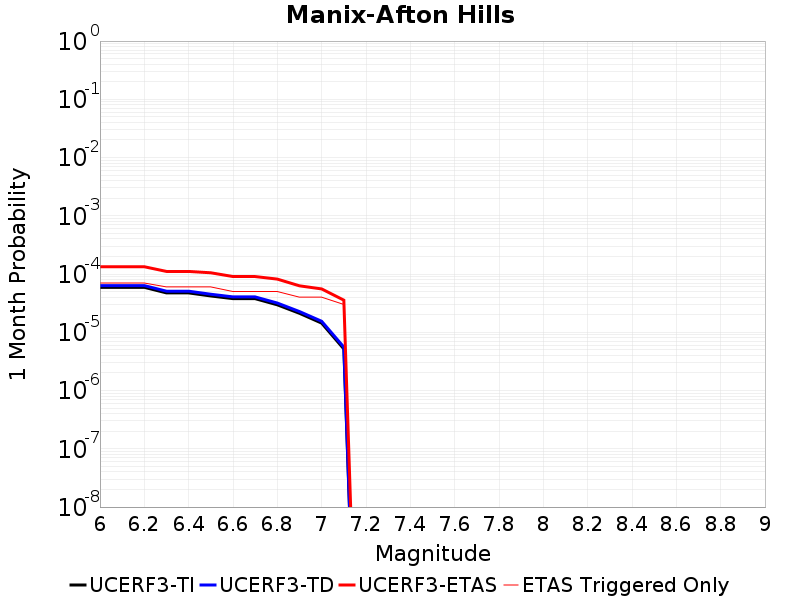 Manix-Afton Hills
10^0
10^-1
10^-2
10^-3
10^-4
10^-5
10^-6
10^-7
10^-8
1 Month Probability
6 6.2 6.4 6.6 6.8 7 7.2 7.4 7.6 7.8 8 8.2 8.4 8.6 8.8 9
Magnitude
UCERF3-TI UCERF3-TD UCERF3-ETAS ETAS Triggered Only